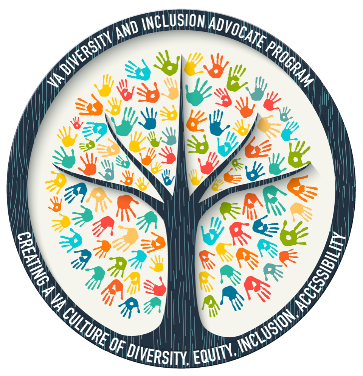 VA DIVERSITY AND INCLUSION ADVOCATE PROGRAM
CREATING A VA CULTURE OF DIVERSITY, EQUITY, INCLUSION, ACCESSIBILITY